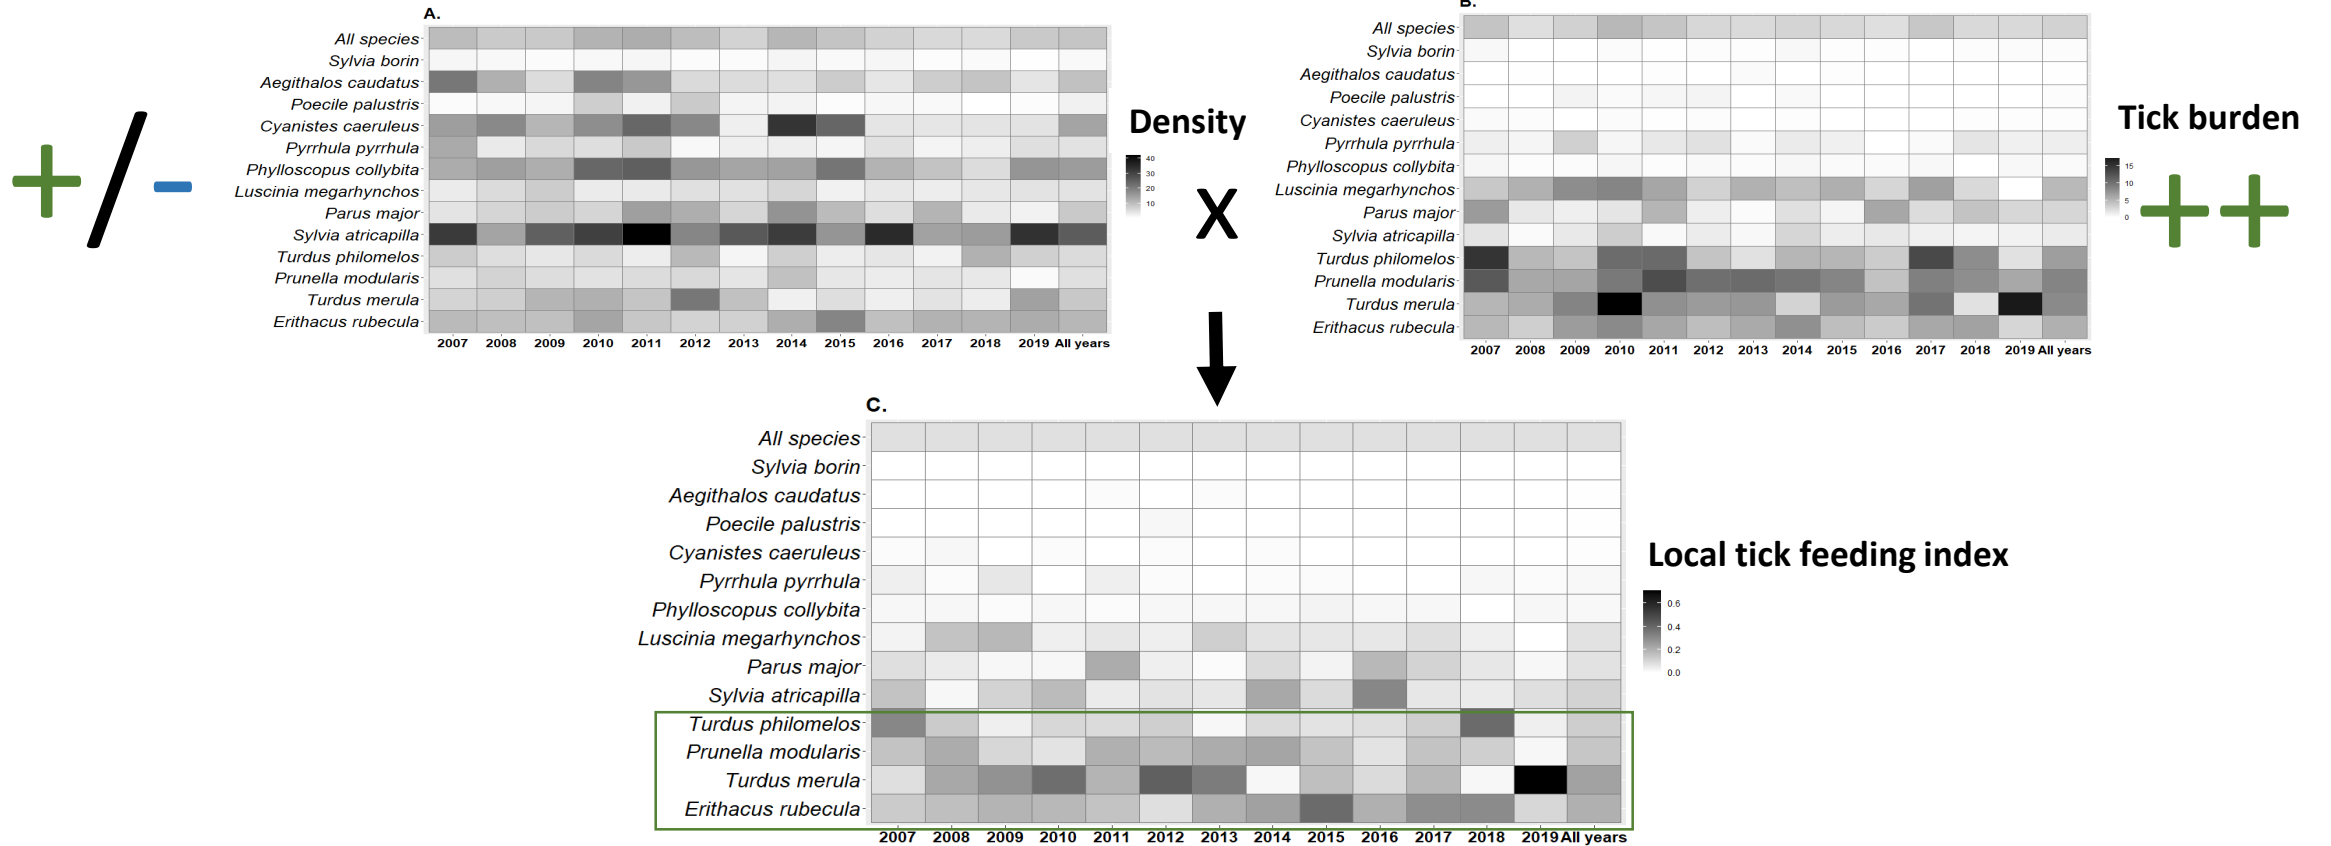 A.
All species
Sylvia borin
Aegithalos caudatus
Poecile palustris
Cyanistes caeruleus
Pyrrhula pyrrhula
Phylloscopus collybita
Luscinia megarhynchos
Parus major
Sylvia atricapilla
Turdus philomelos
Prunella modularis
Turdus merula
Erithacus rubecula
2007 2008 2009 2010 2011 2012 2013 2014 2015 2016 2017 2018 2019 All years
+/-
Density
40
30
20
10
X
B.
All species
Sylvia borin
Aegithalos caudatus
Poecile palustris
Cyanistes caeruleus
Pyrrhula pyrrhula
Phylloscopus collybita
Luscinia megarhynchos
Parus major
Sylvia atricapilla
Turdus philomelos
Prunella modularis
Turdus merula
Erithacus rubecula
2007 2008 2009 2010 2011 2012 2013 2014 2015 2016 2017 2018 2019 All years
Tick burden
15
10
5
0
++
C.
All species
Sylvia borin
Aegithalos caudatus
Poecile palustris
Cyanistes caeruleus
Pyrrhula pyrrhula
Phylloscopus collybita
Luscinia megarhynchos
Parus major
Sylvia atricapilla
Turdus philomelos
Prunella modularis
Turdus merula
Erithacus rubecula
2007 2008 2009 2010 2011 2012 2013 2014 2015 2016 2017 2018 2019 All years
Local tick feeding index
0.6
0.4
0.2
0.0